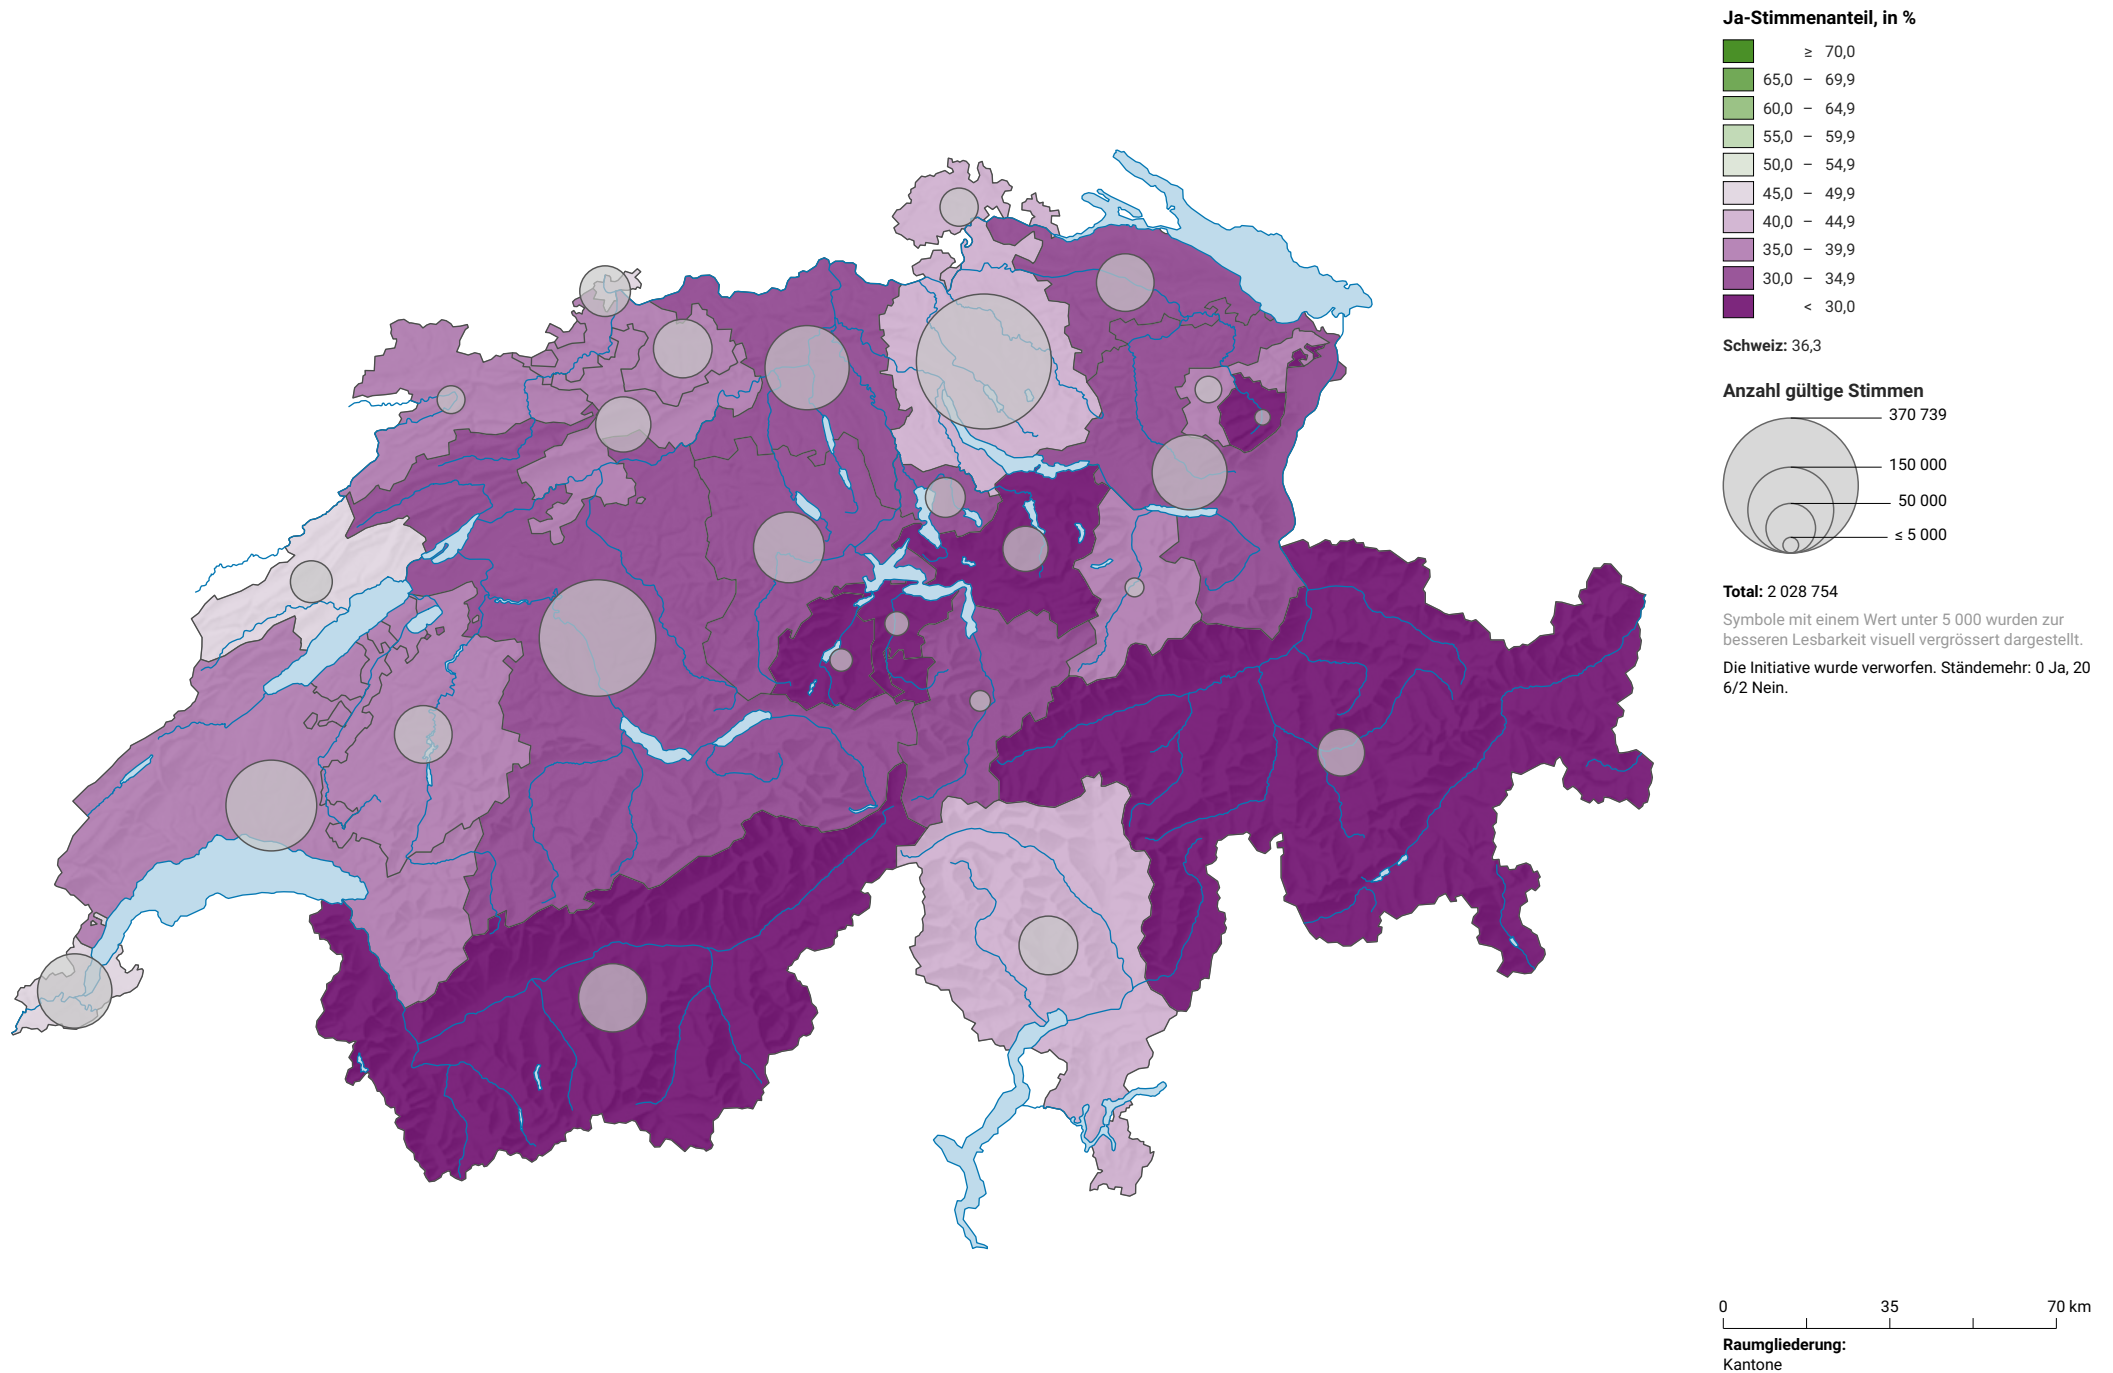 Ja-Stimmenanteil, in %
≥ 70,0
65,0 – 69,9
60,0 – 64,9
55,0 – 59,9
50,0 – 54,9
45,0 – 49,9
40,0 – 44,9
35,0 – 39,9
30,0 – 34,9
< 30,0
Schweiz: 36,3
Anzahl gültige Stimmen
370 739
150 000
50 000
≤ 5 000
Total: 2 028 754
Symbole mit einem Wert unter 5 000 wurden zur
besseren Lesbarkeit visuell vergrössert dargestellt.
Die Initiative wurde verworfen. Ständemehr: 0 Ja, 20
6/2 Nein.
0 35 70 km
Raumgliederung:
Kantone